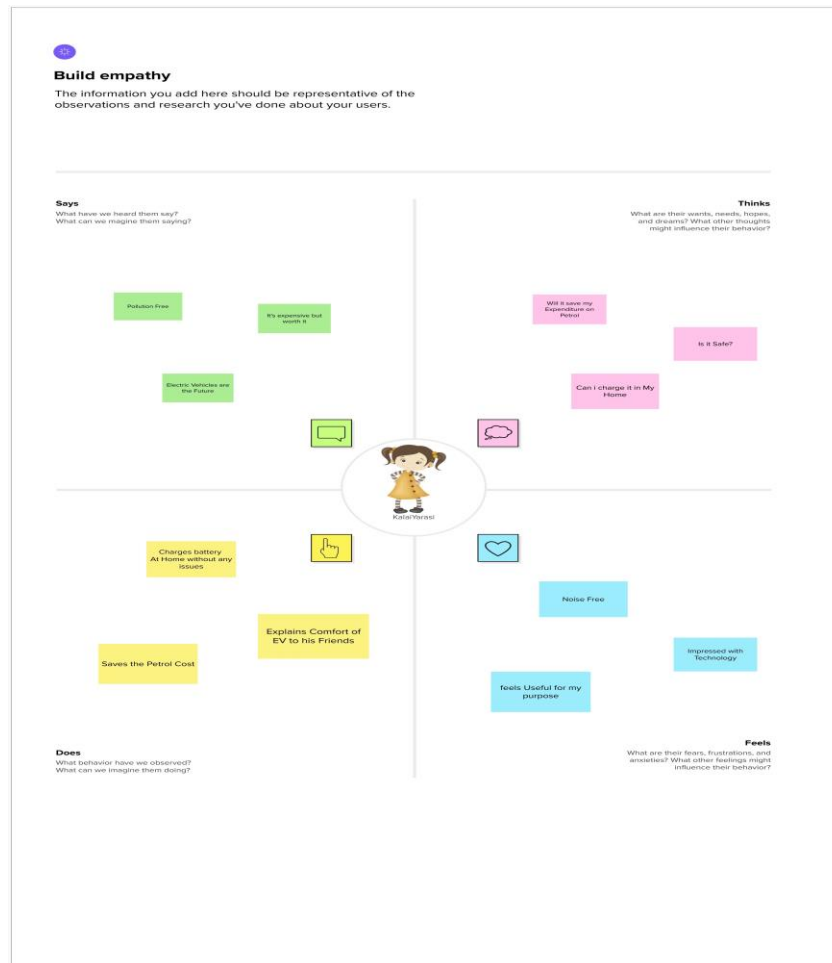 Build empathy
The information you add here should be representative of the
observations and research you've done about your users.
Says
What have we heard them say?
What can we magine them saying?
Thinks
What are their wants, needs, hopes,
and dreams? What other thoughts
might influence their behavior?
Pollution Free
It's expensive but
worth it
Electric Vehicles are
the Future
Will it save my
Expenditure on
Petrol
Is it Safe?
Can i charge it in My
Home
KalaiYarasi
Charges battery
At Home without any
issues
Explains Comfort of
EV to his Friends
Saves the Petrol Cost
Noise Free
Impressed with
Technology
feels Useful for my
purpose
Does
What behavior have we observed?
What can we imagine them doing?
Feels
What are their fears, frustrations, and
anxieties? What other feelings might
influence their behavior?